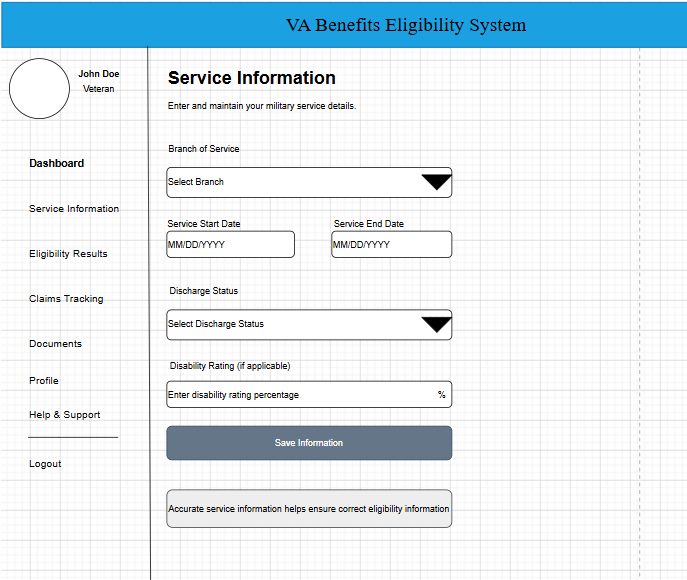 VA Benefits Eligibility System
John Doe
Veteran
Dashboard
Service Information
Eligibility Results
Claims Tracking
Documents
Profile
Help & Support
Logout
Service Information
Enter and maintain your military service details.
Branch of Service
Select Branch
Service Start Date Service End Date
MM/DD/YYYY MM/DD/YYYY
Discharge Status
Select Discharge Status
Disability Rating (if applicable)
Enter disability rating percentage %
Save Information
Accurate service information helps ensure correct eligibility information